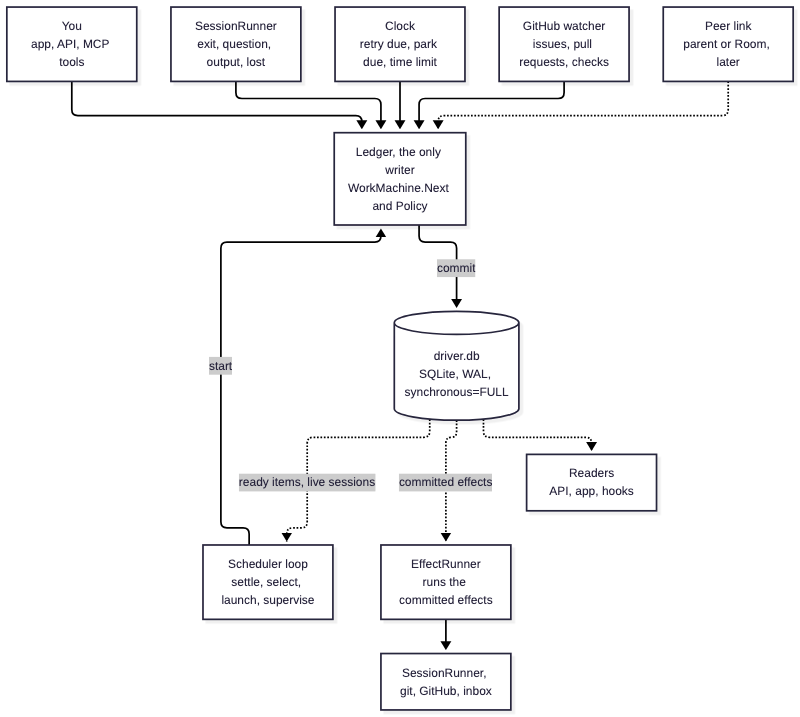 You
app, API, MCP
tools
SessionRunner
exit, question,
output, lost
Clock
retry due, park
due, time limit
GitHub watcher
issues, pull
requests, checks
Peer link
parent or Room,
later
Ledger, the only
writer
WorkMachine.Next
and Policy
commit
driver.db
SQLite, WAL,
synchronous=FULL
start
ready items, live sessions
committed effects
Readers
API, app, hooks
Scheduler loop
settle, select,
launch, supervise
EffectRunner
runs the
committed effects
SessionRunner,
git, GitHub, inbox